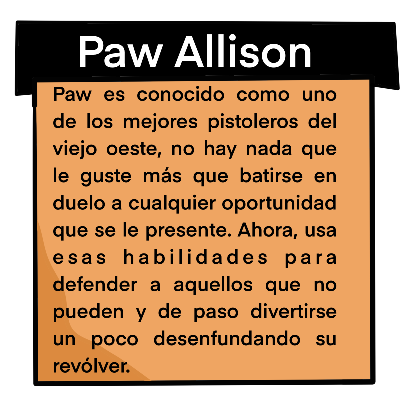 Paw Allison
Paw es conocido como uno
de los mejores pistoleros del
viejo oeste, no hay nada que
le guste más que batirse en
duelo a cualquier oportunidad
que se le presente. Ahora, usa
esas habilidades para
defender a aquellos que no
pueden y de paso divertirse
un poco desenfundando su
revólver.